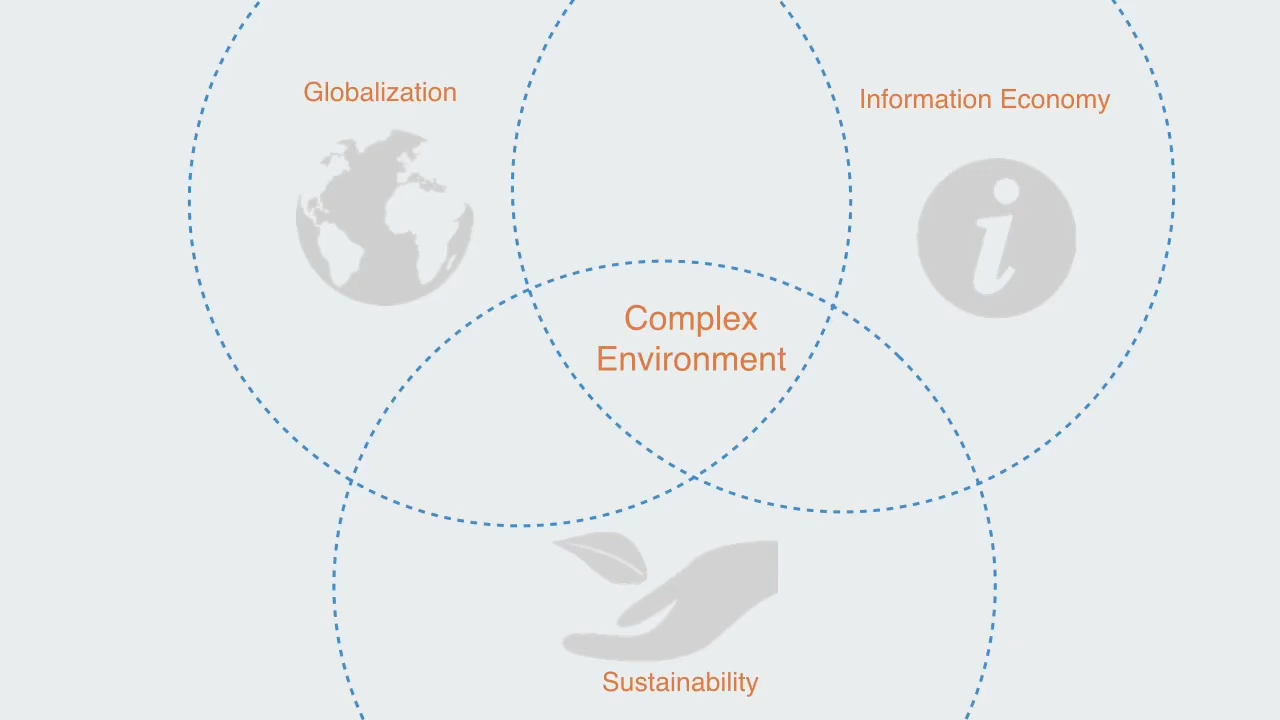 Globalization
Information Economy
Complex
Environment
Sustainability